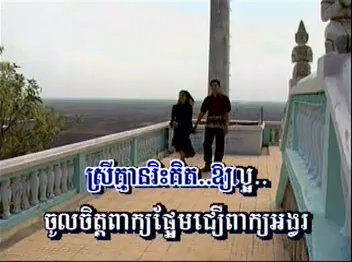 ស្រីគ្មានរិះគិត..ឱ្យល្អ..
ចូលចិត្តពាក្យផ្អែមជឿពាក្យអង្វរ